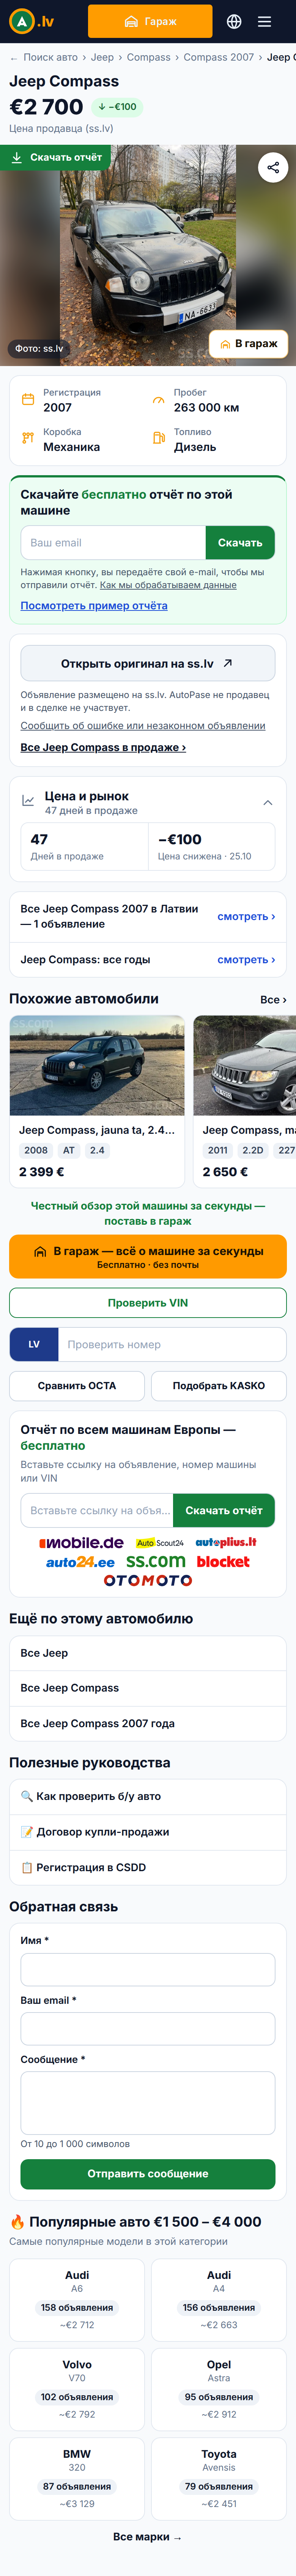 A .lv
Гараж
← Поиск авто › Jeep › Compass › Compass 2007 › Jeep C
Jeep Compass
€2 700 ↓ −€100
Цена продавца (ss.lv)
Скачать отчёт
NA-6633
Фото: ss.lv
В гараж
Регистрация
2007
Пробег
263 000 км
Коробка
Механика
Топливо
Дизель
Скачайте бесплатно отчёт по этой
машине
Ваш email
Скачать
Нажимая кнопку, вы передаёте свой e-mail, чтобы мы
отправили отчёт. Как мы обрабатываем данные
Посмотреть пример отчёта
Открыть оригинал на ss.lv
Объявление размещено на ss.lv. AutoPase не продавец
и в сделке не участвует.
Сообщить об ошибке или незаконном объявлении
Все Jeep Compass в продаже ›
Цена и рынок
47 дней в продаже
47
Дней в продаже
−€100
Цена снижена · 25.10
Все Jeep Compass 2007 в Латвии
— 1 объявление
смотреть ›
Jeep Compass: все годы
смотреть ›
Похожие автомобили
Все ›
ss.com
Jeep Compass, jauna ta, 2.4...
2008 AT 2.4
2 399 €
Jeep Compass, ma
2011 2.2D 227
2 650 €
Честный обзор этой машины за секунды —
поставь в гараж
В гараж — всё о машине за секунды
Бесплатно · без почты
Проверить VIN
LV
Проверить номер
Сравнить OCTA
Подобрать KASKO
Отчёт по всем машинам Европы —
бесплатно
Вставьте ссылку на объявление, номер машины
или VIN
Вставьте ссылку на объя...
Скачать отчёт
mobile.de AutoScout24 autoplius.lt
auto24.ee ss.com blocket
OTOMOTO
Ещё по этому автомобилю
Все Jeep
Все Jeep Compass
Все Jeep Compass 2007 года
Полезные руководства
🔍 Как проверить б/у авто
📝 Договор купли-продажи
📋 Регистрация в CSDD
Обратная связь
Имя *
Ваш email *
Сообщение *
От 10 до 1 000 символов
Отправить сообщение
🔥 Популярные авто €1 500 – €4 000
Самые популярные модели в этой категории
Audi
A6
158 объявления
~€2 712
Audi
A4
156 объявления
~€2 663
Volvo
V70
102 объявления
~€2 792
Opel
Astra
95 объявления
~€2 912
BMW
320
87 объявления
~€3 129
Toyota
Avensis
79 объявления
~€2 451
Все марки →